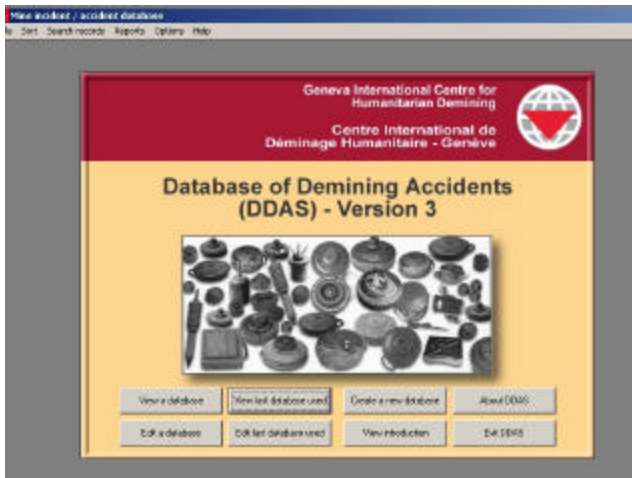 Mine incident / accident database
Sort Search records Reports Options Help
Geneva International Centre for
Humanitarian Demining
Centre International de
Déminage Humanitaire - Genève
Database of Demining Accidents
(DDAS) - Version 3
View a database View last database used Create a new database About DDAS
Edit a database Edit last database used View introduction Exit DDAS